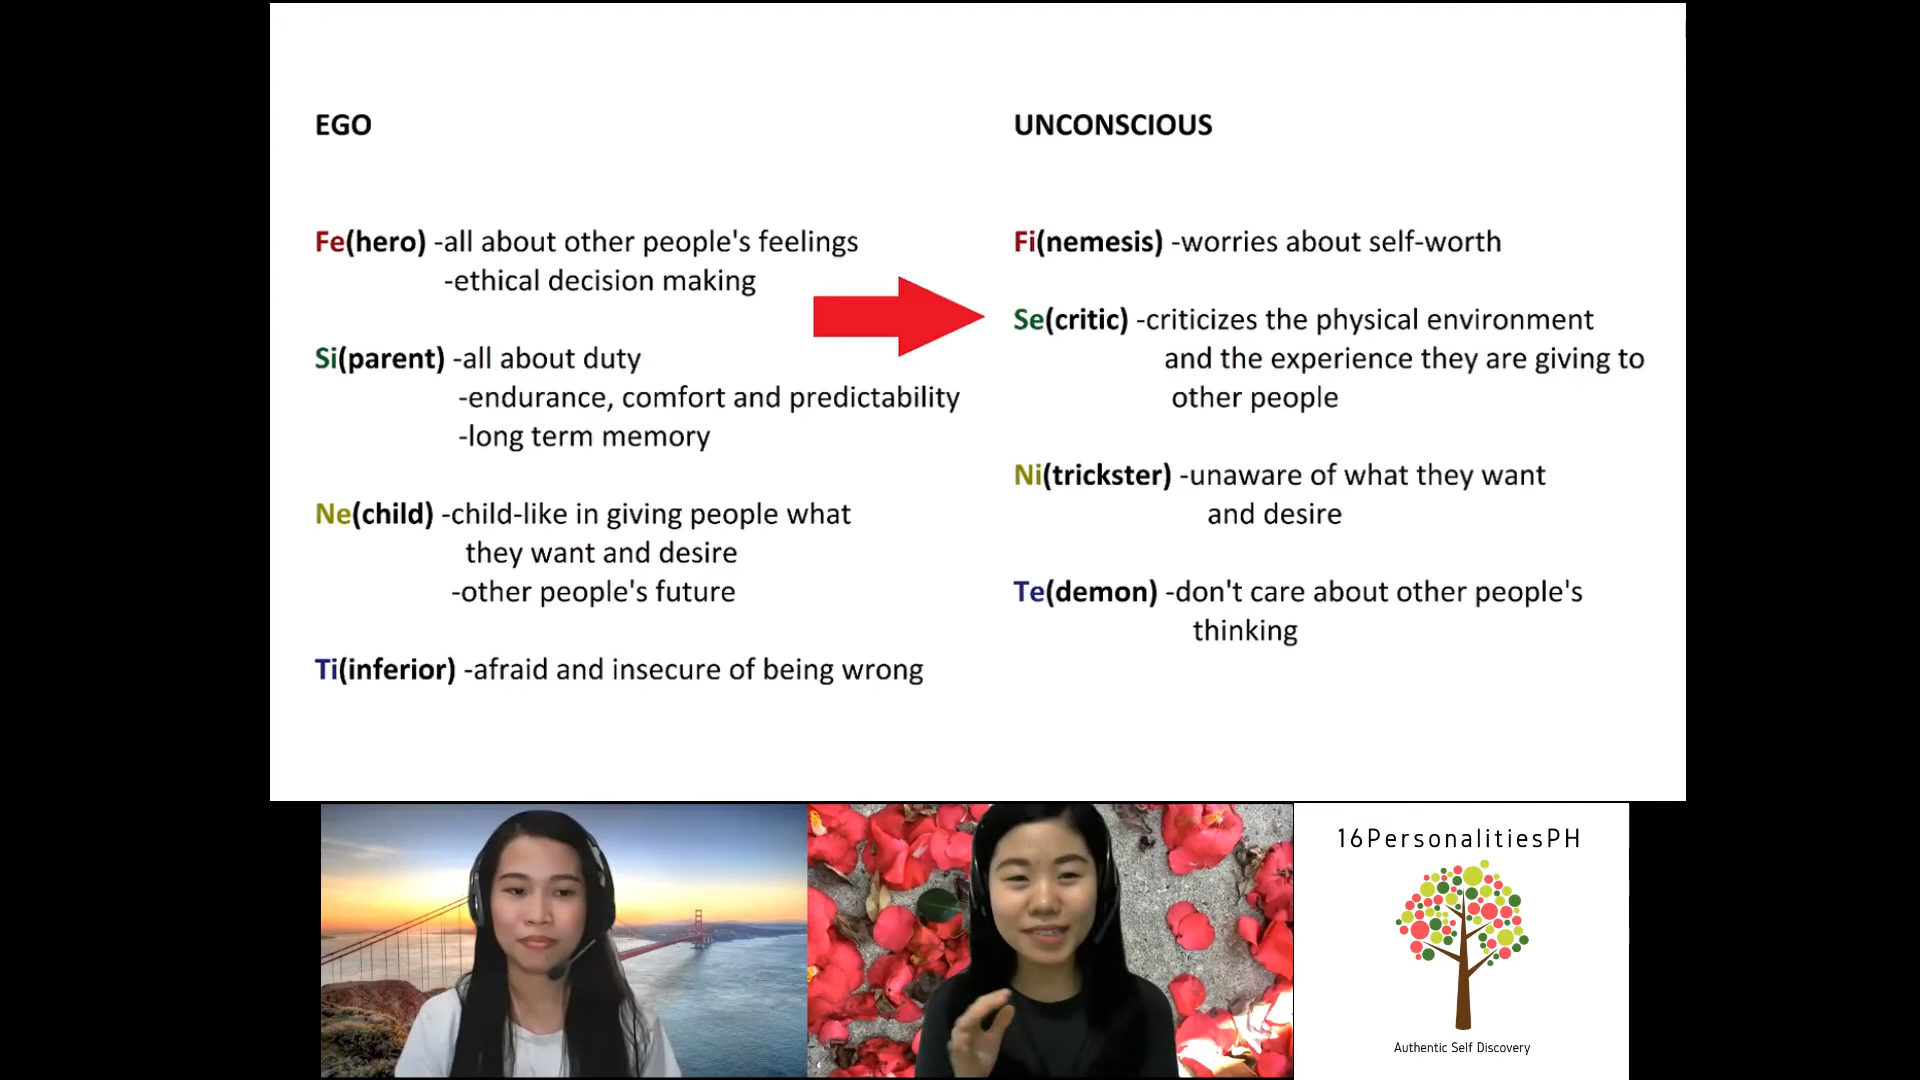 EGO
Fe(hero) -all about other people's feelings
-ethical decision making
Si(parent) -all about duty
-endurance, comfort and predictability
-long term memory
Ne(child) -child-like in giving people what
they want and desire
-other people's future
Ti(inferior) -afraid and insecure of being wrong
UNCONSCIOUS
Fi(nemesis) -worries about self-worth
Se(critic) -criticizes the physical environment
and the experience they are giving to
other people
Ni(trickster) -unaware of what they want
and desire
Te(demon) -don't care about other people's
thinking
16PersonalitiesPH
Authentic Self Discovery